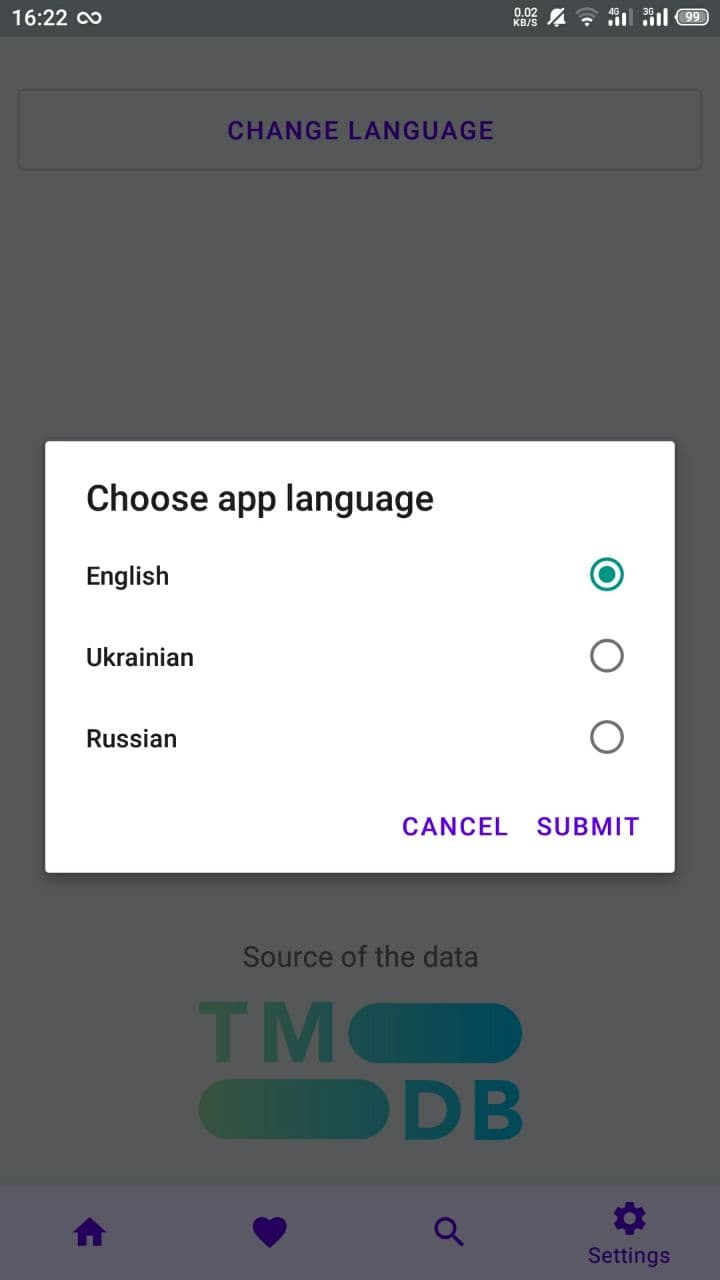 16:22
0.02
KB/S
4G
3G
99
CHANGE LANGUAGE
Choose app language
English
Ukrainian
Russian
CANCEL SUBMIT
Source of the data
TM
DB
Settings